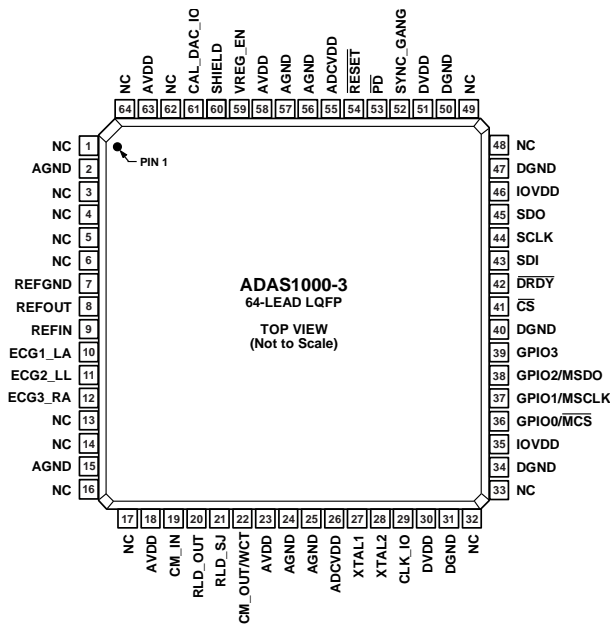 NC
AVDD
NC
CAL_DAC_IO
SHIELD
VREG_EN
AVDD
AGND
AGND
ADCVDD
RESET
PD
SYNC_GANG
DVDD
DGND
NC
64 63 62 61 60 59 58 57 56 55 54 53 52 51 50 49
PIN 1
NC 1
AGND 2
NC 3
NC 4
NC 5
NC 6
REFGND 7
REFOUT 8
REFIN 9
ECG1_LA 10
ECG2_LL 11
ECG3_RA 12
NC 13
NC 14
AGND 15
NC 16
ADAS1000-3
64-LEAD LQFP
TOP VIEW
(Not to Scale)
48 NC
47 DGND
46 IOVDD
45 SDO
44 SCLK
43 SDI
42 DRDY
41 CS
40 DGND
39 GPIO3
38 GPIO2/MSDO
37 GPIO1/MSCLK
36 GPIO0/MCS
35 IOVDD
34 DGND
33 NC
17 18 19 20 21 22 23 24 25 26 27 28 29 30 31 32
NC
AVDD
CM_IN
RLD_OUT
RLD_SJ
CM_OUT/WCT
AVDD
AGND
AGND
ADCVDD
XTAL1
XTAL2
CLK_IO
DVDD
DGND
NC